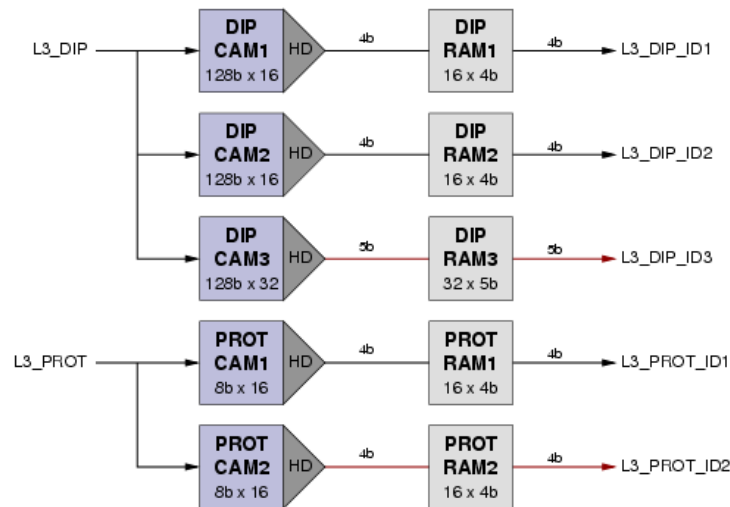 L3_DIP
DIP
CAM1
128b x 16
HD
4b
DIP
RAM1
16 x 4b
4b
L3_DIP_ID1
DIP
CAM2
128b x 16
HD
4b
DIP
RAM2
16 x 4b
4b
L3_DIP_ID2
DIP
CAM3
128b x 32
HD
5b
DIP
RAM3
32 x 5b
5b
L3_DIP_ID3
L3_PROT
PROT
CAM1
8b x 16
HD
4b
PROT
RAM1
16 x 4b
4b
L3_PROT_ID1
PROT
CAM2
8b x 16
HD
4b
PROT
RAM2
16 x 4b
4b
L3_PROT_ID2